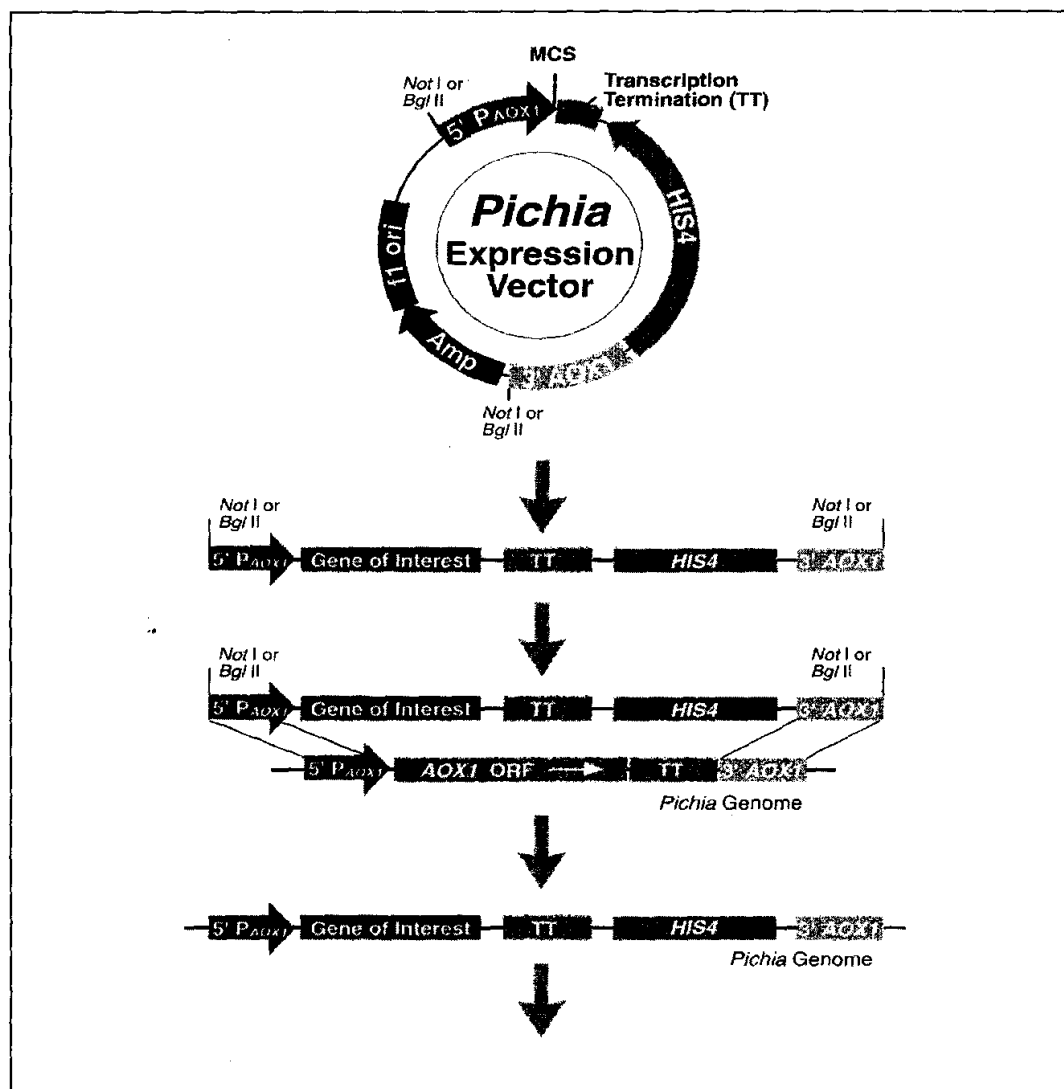 MCS
Not I or
Bgl II
Transcription
Termination (TT)
5' PAOX1
HIS4
Pichia
Expression
Vector
f1 ori
Amp
3' AOX1
Not I or
Bgl II
Not I or
Bgl II
Not I or
Bgl II
5' PAOX1 Gene of Interest TT HIS4 3' AOX1
Not I or
Bgl II
Not I or
Bgl II
5' PAOX1 Gene of Interest TT HIS4 3' AOX1
5' PAOX1 AOX1 ORF TT 3' AOX1
Pichia Genome
5' PAOX1 Gene of Interest TT HIS4 3' AOX1
Pichia Genome